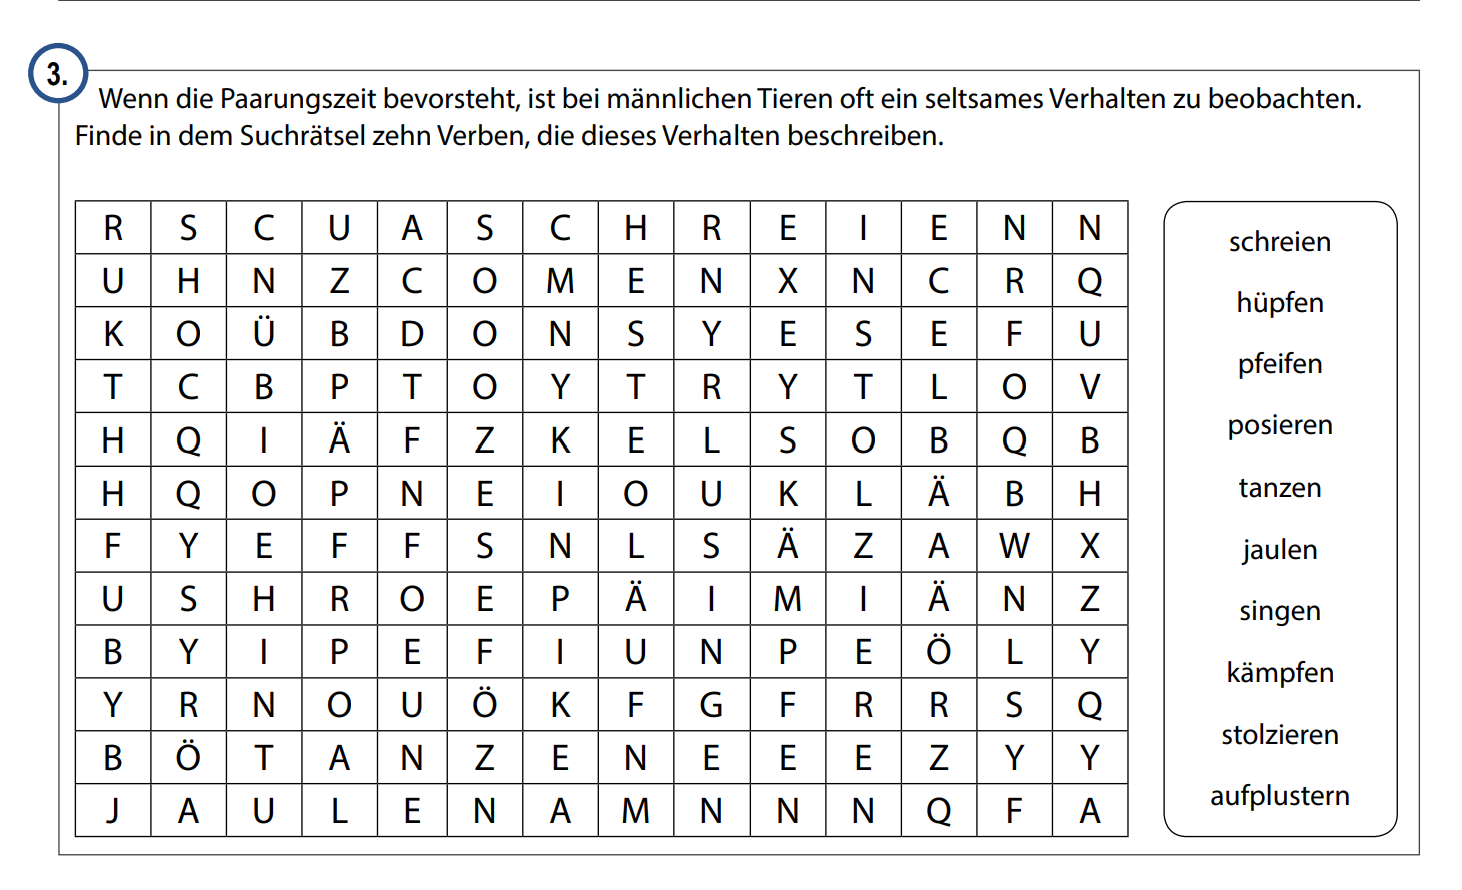 3.
Wenn die Paarungszeit bevorsteht, ist bei männlichen Tieren oft ein seltsames Verhalten zu beobachten.
Finde in dem Suchrätsel zehn Verben, die dieses Verhalten beschreiben.
R S C U A S C H R E I E N N
U H N Z C O M E N X N C R Q
K O Ü B D O N S Y E S E F U
T C B P T O Y T R Y T L O V
H Q I Ä F Z K E L S O B Q B
H Q O P N E I O U K L Ä B H
F Y E F F S N L S Ä Z A W X
U S H R O E P Ä I M I Ä N Z
B Y I P E F I U N P E Ö L Y
Y R N O U Ö K F G F R R S Q
B Ö T A N Z E N E E E Z Y Y
J A U L E N A M N N N Q F A
schreien
hüpfen
pfeifen
posieren
tanzen
jaulen
singen
kämpfen
stolzieren
aufplustern